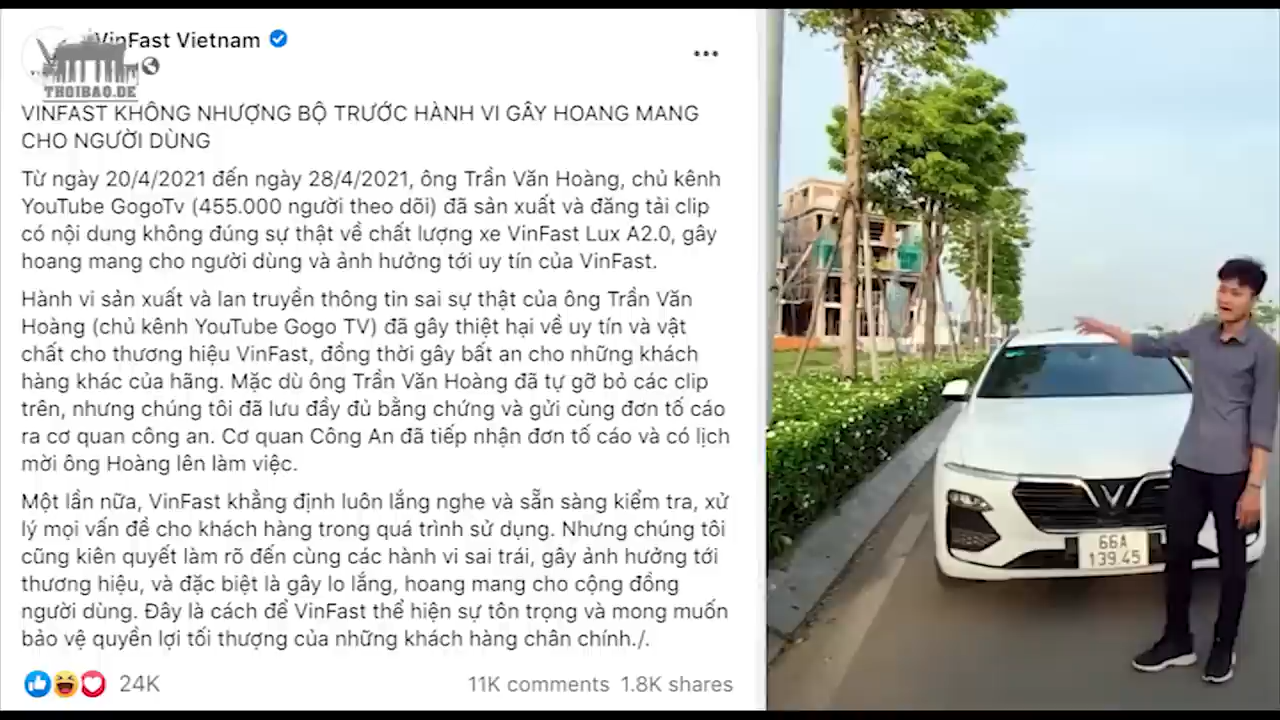 VinFast Vietnam
THOIBAO.DE
VINFAST KHÔNG NHƯỢNG BỘ TRƯỚC HÀNH VI GÂY HOANG MANG
CHO NGƯỜI DÙNG
Từ ngày 20/4/2021 đến ngày 28/4/2021, ông Trần Văn Hoàng, chủ kênh
YouTube GogoTv (455.000 người theo dõi) đã sản xuất và đăng tải clip
có nội dung không đúng sự thật về chất lượng xe VinFast Lux A2.0, gây
hoang mang cho người dùng và ảnh hưởng tới uy tín của VinFast.
Hành vi sản xuất và lan truyền thông tin sai sự thật của ông Trần Văn
Hoàng (chủ kênh YouTube Gogo TV) đã gây thiệt hại về uy tín và vật
chất cho thương hiệu VinFast, đồng thời gây bất an cho những khách
hàng khác của hãng. Mặc dù ông Trần Văn Hoàng đã tự gỡ bỏ các clip
trên, nhưng chúng tôi đã lưu đầy đủ bằng chứng và gửi cùng đơn tố cáo
ra cơ quan công an. Cơ quan Công An đã tiếp nhận đơn tố cáo và có lịch
mời ông Hoàng lên làm việc.
Một lần nữa, VinFast khẳng định luôn lắng nghe và sẵn sàng kiểm tra, xử
lý mọi vấn đề cho khách hàng trong quá trình sử dụng. Nhưng chúng tôi
cũng kiên quyết làm rõ đến cùng các hành vi sai trái, gây ảnh hưởng tới
thương hiệu, và đặc biệt là gây lo lắng, hoang mang cho cộng đồng
người dùng. Đây là cách để VinFast thể hiện sự tôn trọng và mong muốn
bảo vệ quyền lợi tối thượng của những khách hàng chân chính./.
24K
11K comments 1.8K shares
66A
139.45